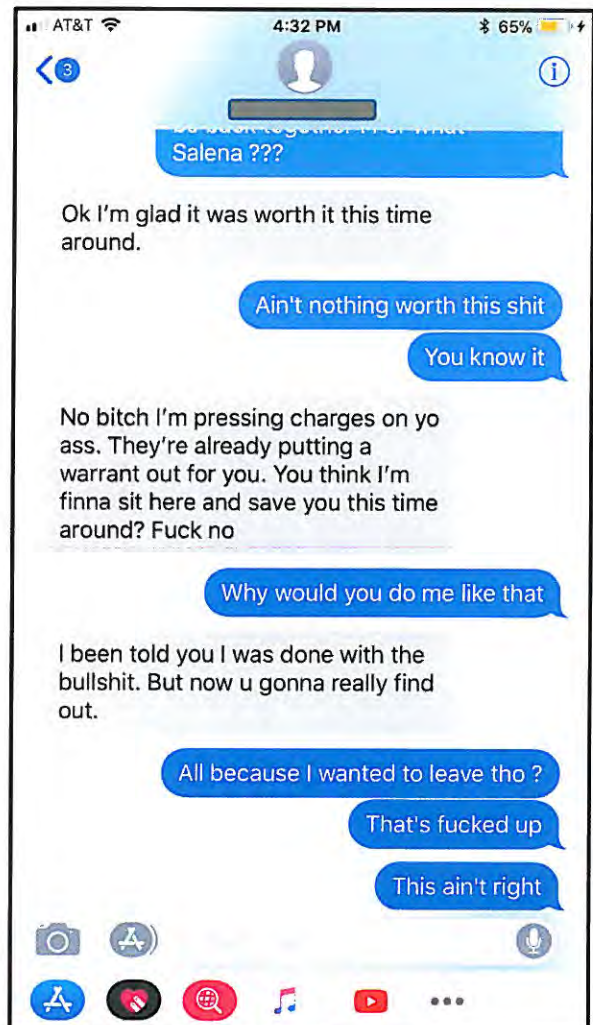 AT&T 4:32 PM 65%
3
Salena ???
Ok I'm glad it was worth it this time
around.
Ain't nothing worth this shit
You know it
No bitch I'm pressing charges on yo
ass. They're already putting a
warrant out for you. You think I'm
finna sit here and save you this time
around? Fuck no
Why would you do me like that
I been told you I was done with the
bullshit. But now u gonna really find
out.
All because I wanted to leave tho ?
That's fucked up
This ain't right